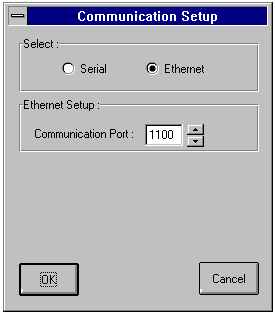 Communication Setup
Select :
Serial Ethernet
Ethernet Setup :
Communication Port : 1100
OK Cancel